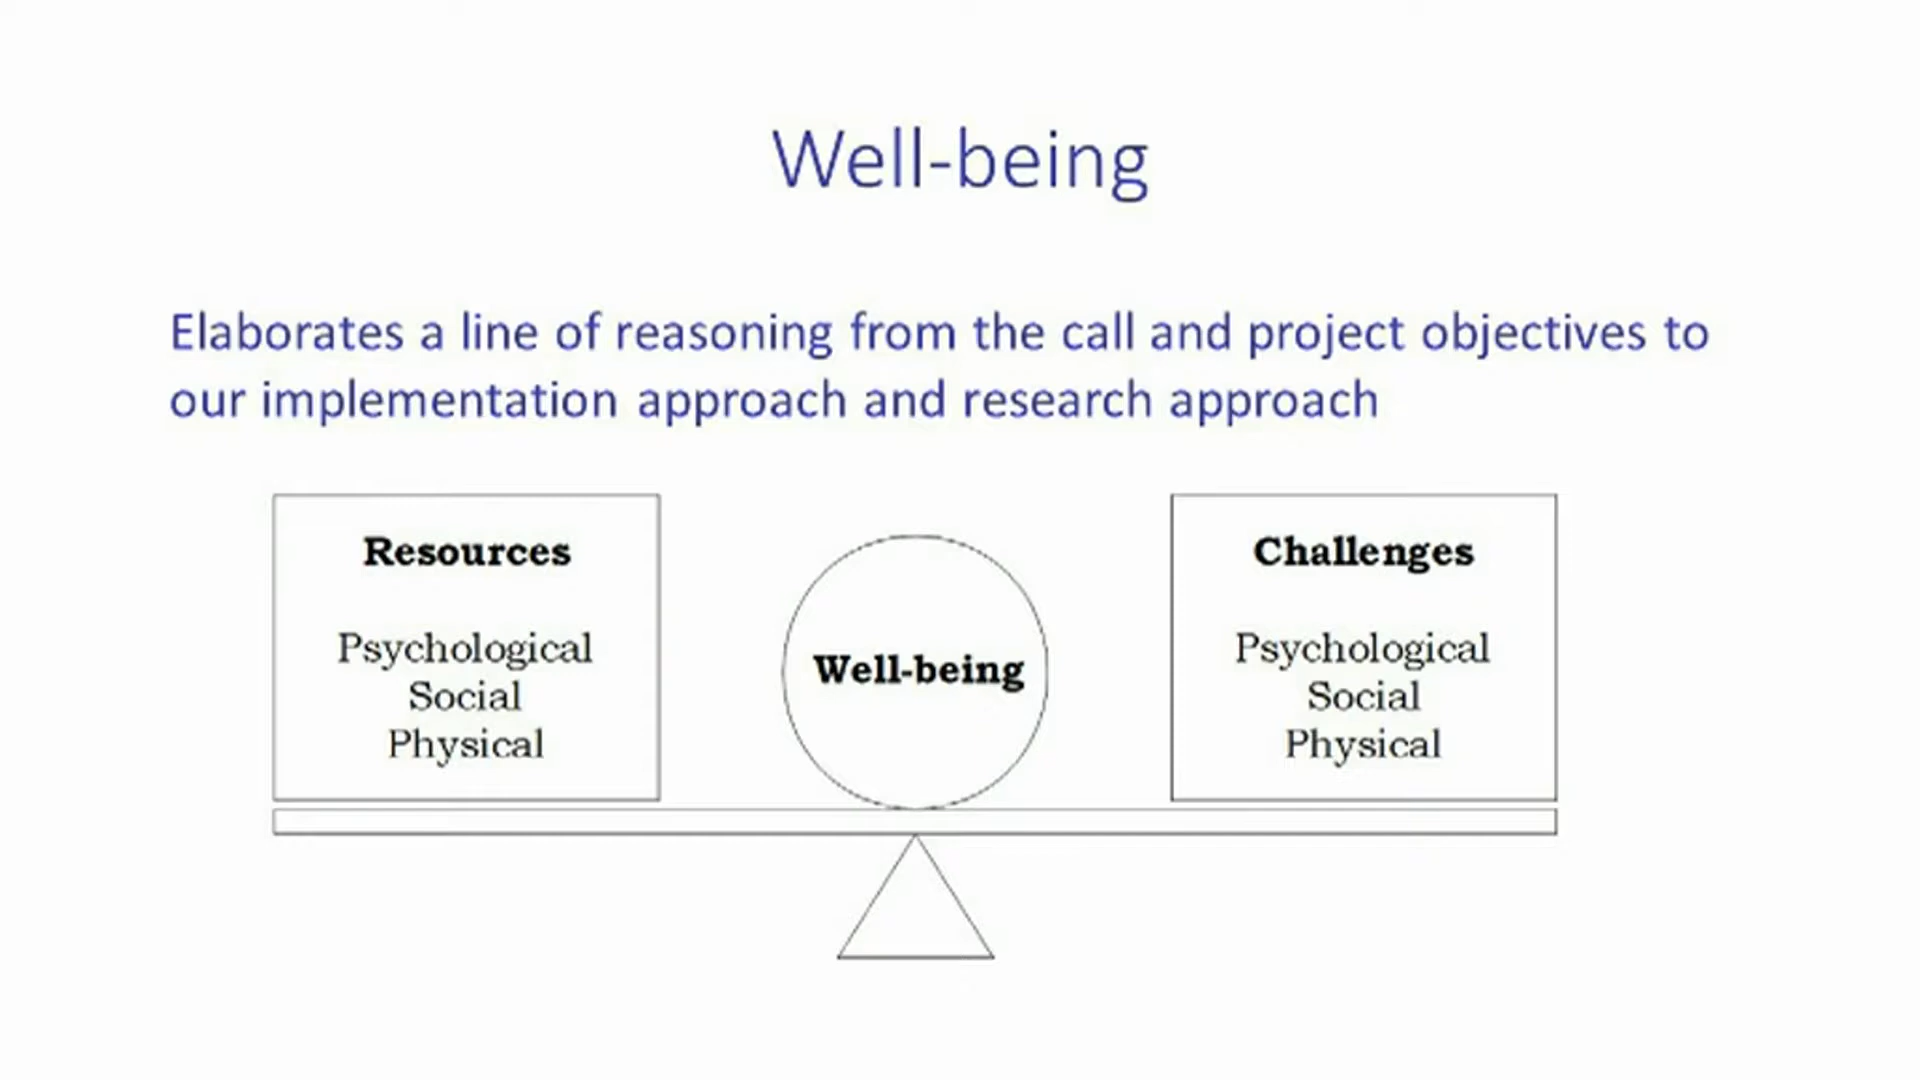 Well-being
Elaborates a line of reasoning from the call and project objectives to
our implementation approach and research approach
Resources
Psychological
Social
Physical
Well-being
Challenges
Psychological
Social
Physical